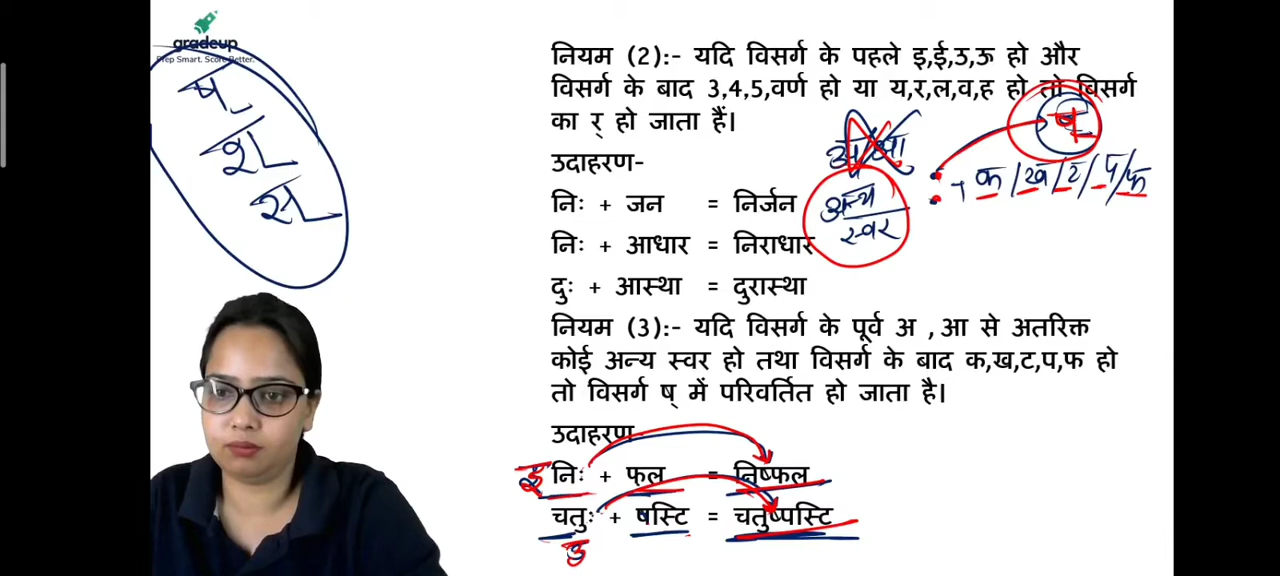 gradeup
Prep Smart. Score Better.
ष्
श्
स्
नियम (2):- यदि विसर्ग के पहले इ,ई,उ,ऊ हो और
विसर्ग के बाद 3,4,5,वर्ण हो या य,र,ल,व,ह हो तो विसर्ग
का र् हो जाता हैं।
ष्
अ/आ
उदाहरण-
: + क/ख/ट/प/फ
निः + जन = निर्जन
अन्य
स्वर
निः + आधार = निराधार
दुः + आस्था = दुरास्था
नियम (3):- यदि विसर्ग के पूर्व अ ,आ से अतरिक्त
कोई अन्य स्वर हो तथा विसर्ग के बाद क,ख,ट,प,फ हो
तो विसर्ग ष् में परिवर्तित हो जाता है।
उदाहरण
इ निः + फल = निष्फल
चतुः + षस्टि = चतुष्पस्टि
उ